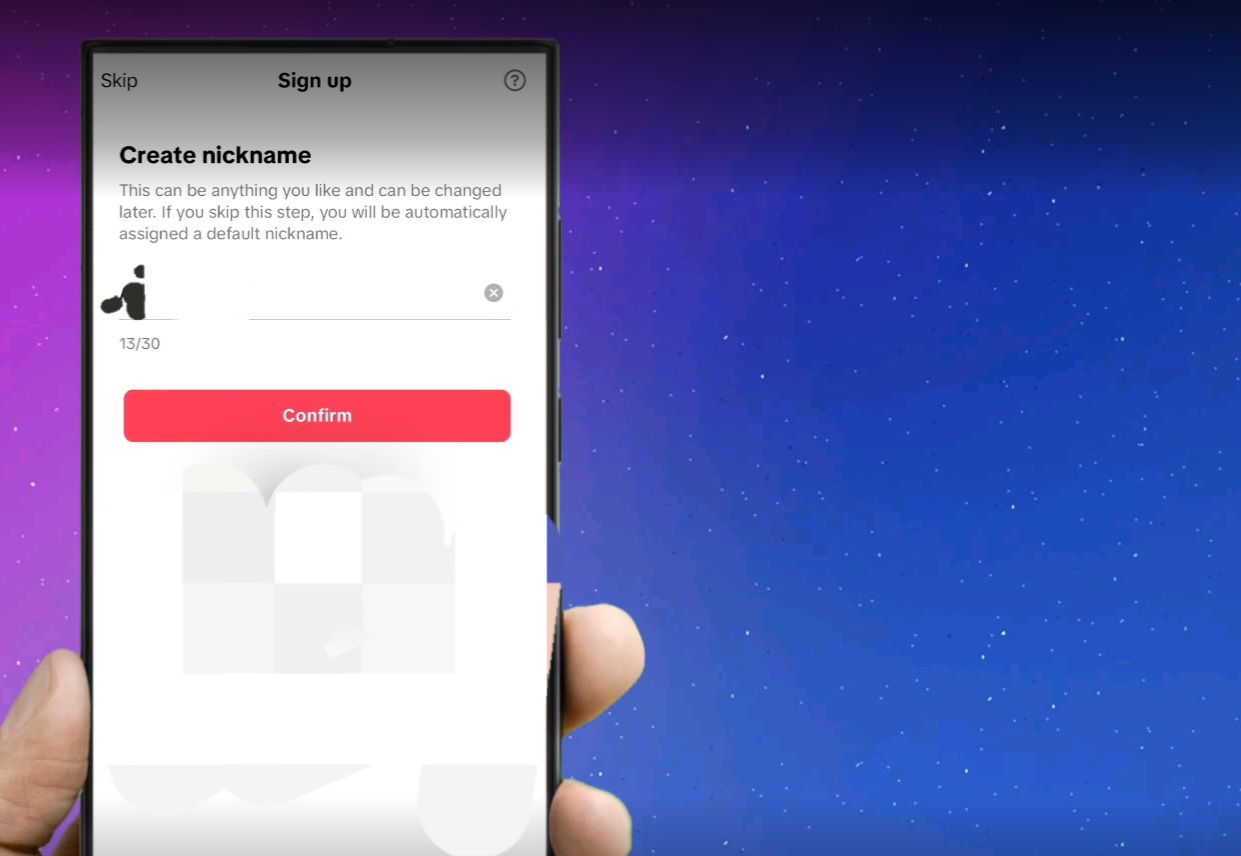 Skip
Sign up
?
Create nickname
This can be anything you like and can be changed
later. If you skip this step, you will be automatically
assigned a default nickname.
13/30
Confirm